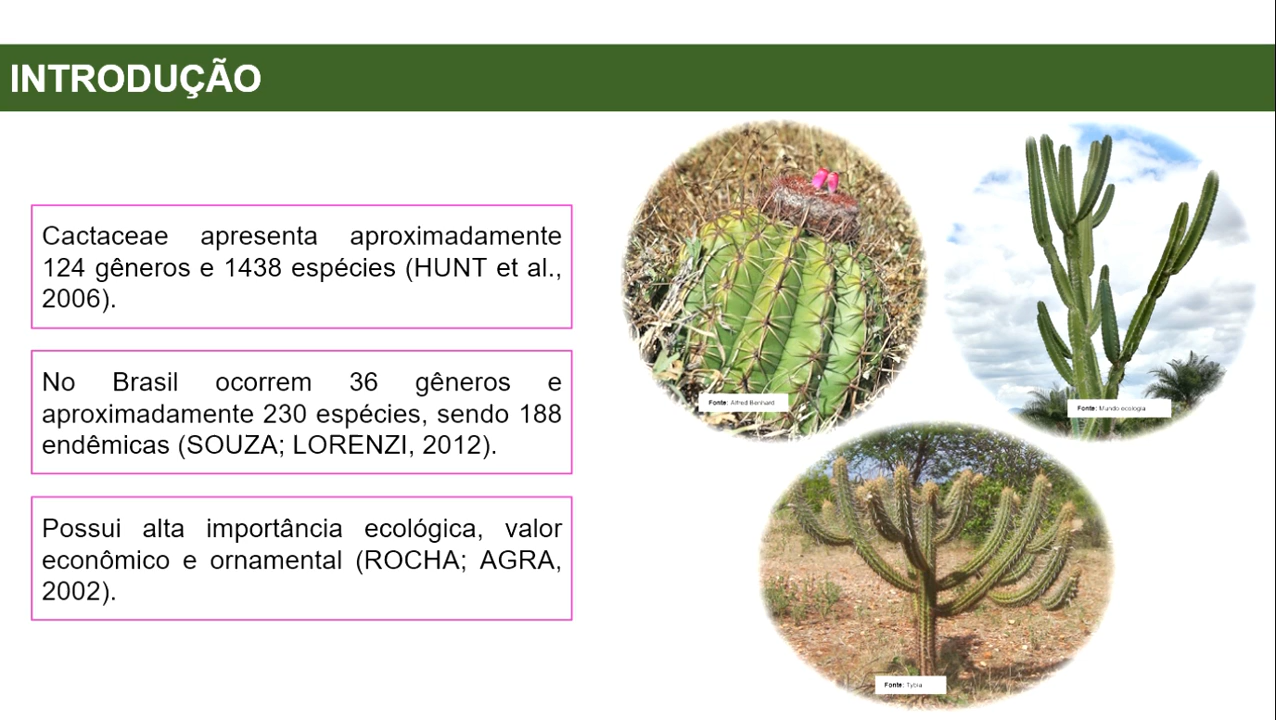 INTRODUÇÃO
Cactaceae apresenta aproximadamente
124 gêneros e 1438 espécies (HUNT et al.,
2006).
No Brasil ocorrem 36 gêneros e
aproximadamente 230 espécies, sendo 188
endêmicas (SOUZA; LORENZI, 2012).
Possui alta importância ecológica, valor
econômico e ornamental (ROCHA; AGRA,
2002).
Fonte: Alfred
Fonte: Mundo ecologia
Fonte: